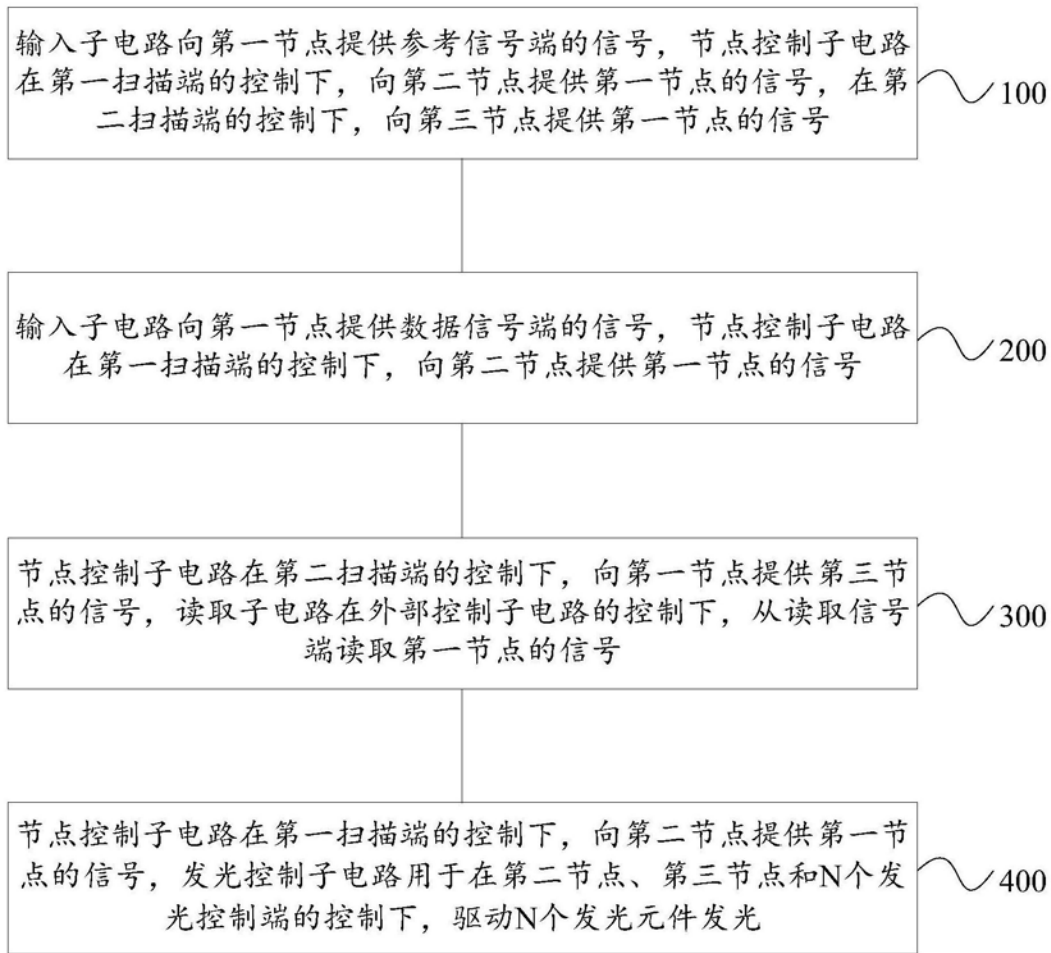 输入子电路向第一节点提供参考信号端的信号，节点控制子电路
在第一扫描端的控制下，向第二节点提供第一节点的信号，在第
二扫描端的控制下，向第三节点提供第一节点的信号
100
输入子电路向第一节点提供数据信号端的信号，节点控制子电路
在第一扫描端的控制下，向第二节点提供第一节点的信号
200
节点控制子电路在第二扫描端的控制下，向第一节点提供第三节
点的信号，读取子电路在外部控制子电路的控制下，从读取信号
端读取第一节点的信号
300
节点控制子电路在第一扫描端的控制下，向第二节点提供第一节
点的信号，发光控制子电路用于在第二节点、第三节点和N个发
光控制端的控制下，驱动N个发光元件发光
400